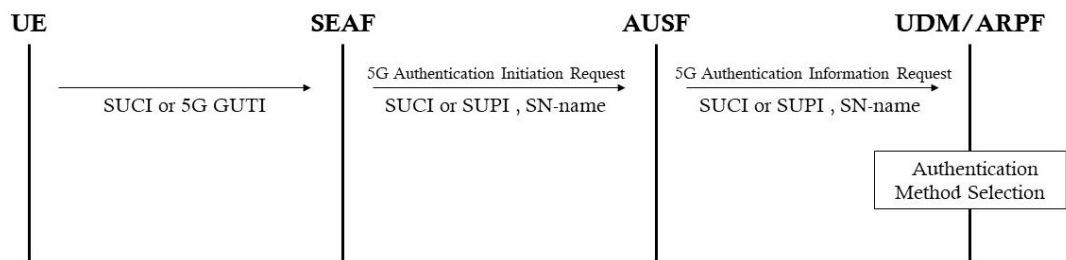 UE
SEAF
AUSF
UDM/ARPF
5G Authentication Initiation Request
5G Authentication Information Request
SUCI or 5G GUTI
SUCI or SUPI , SN-name
SUCI or SUPI , SN-name
Authentication
Method Selection